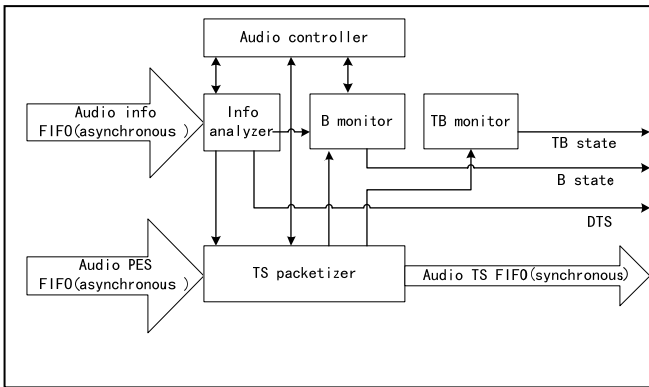 Audio controller
Audio info
FIFO(asynchronous )
Info
analyzer
B monitor
TB monitor
TB state
B state
DTS
Audio PES
FIFO(asynchronous )
TS packetizer
Audio TS FIFO(synchronous)